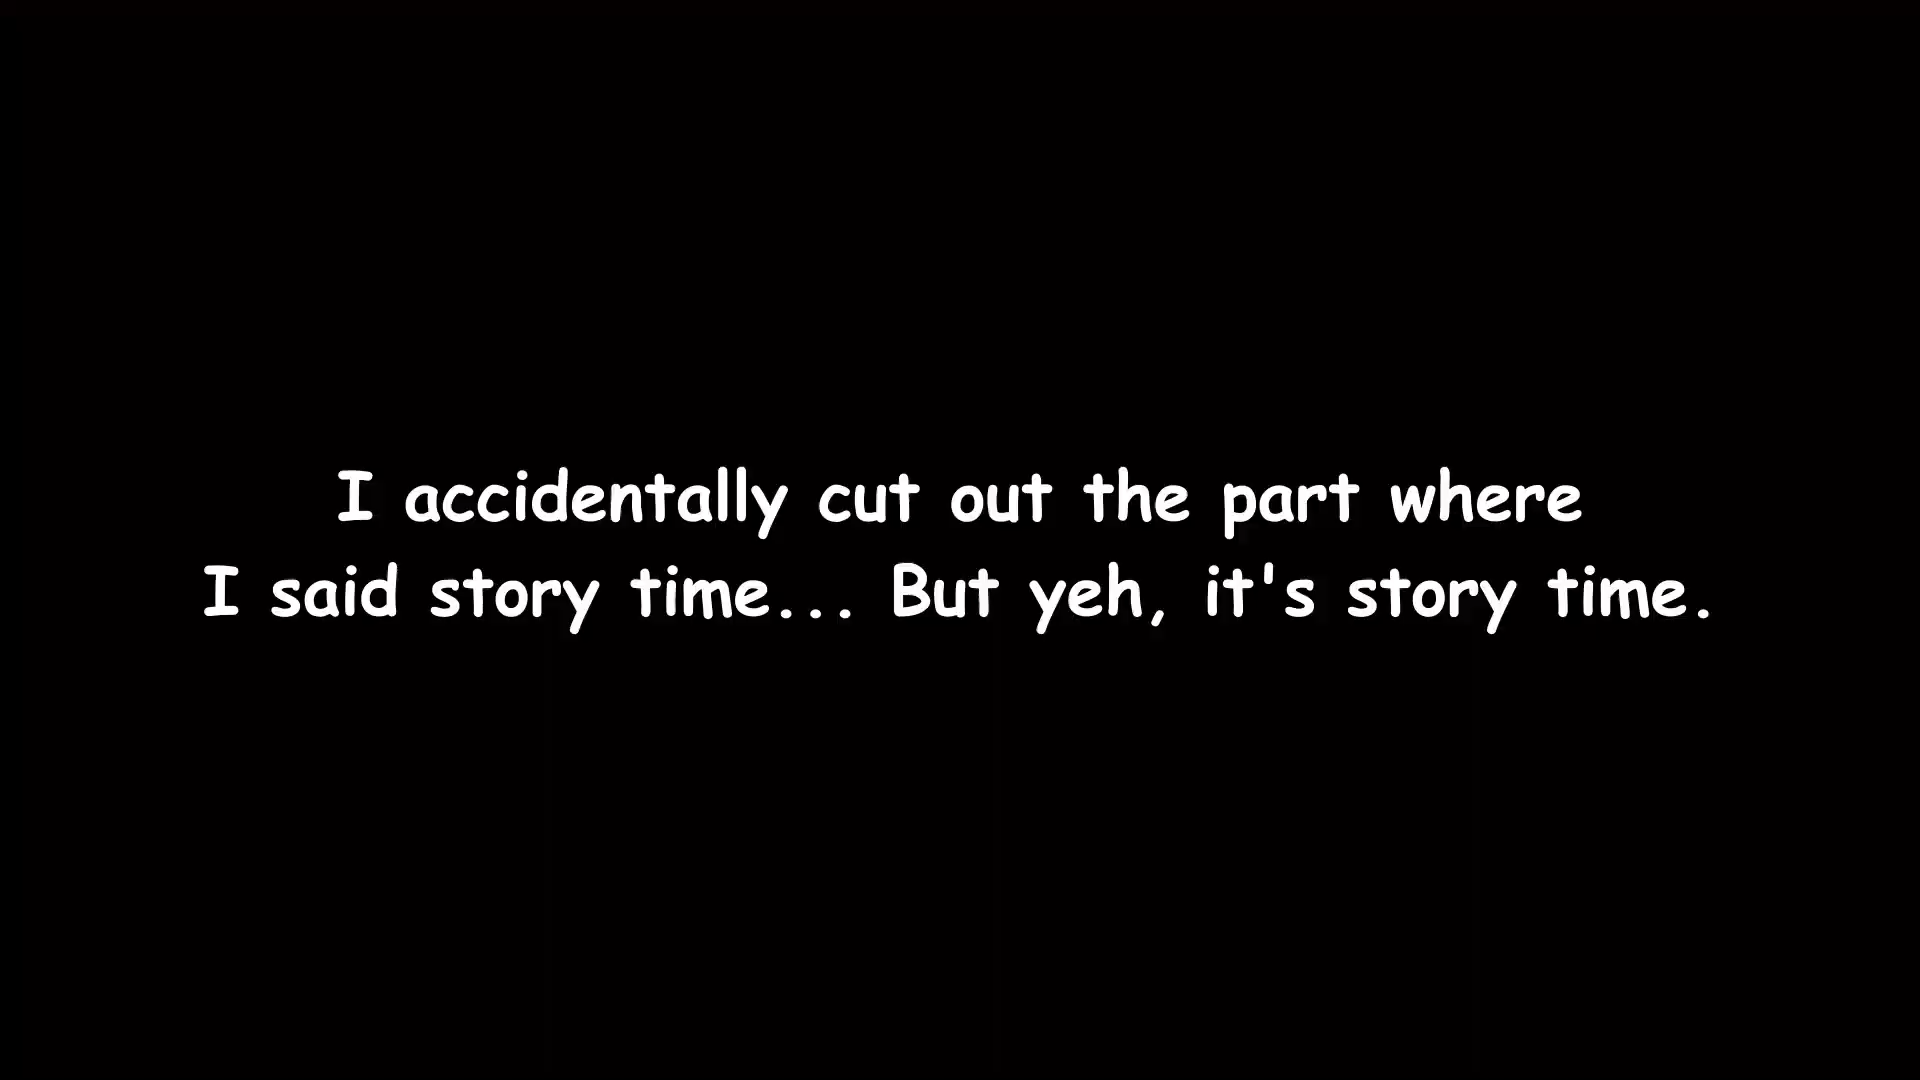 I accidentally cut out the part where
I said story time... But yeh, it's story time.